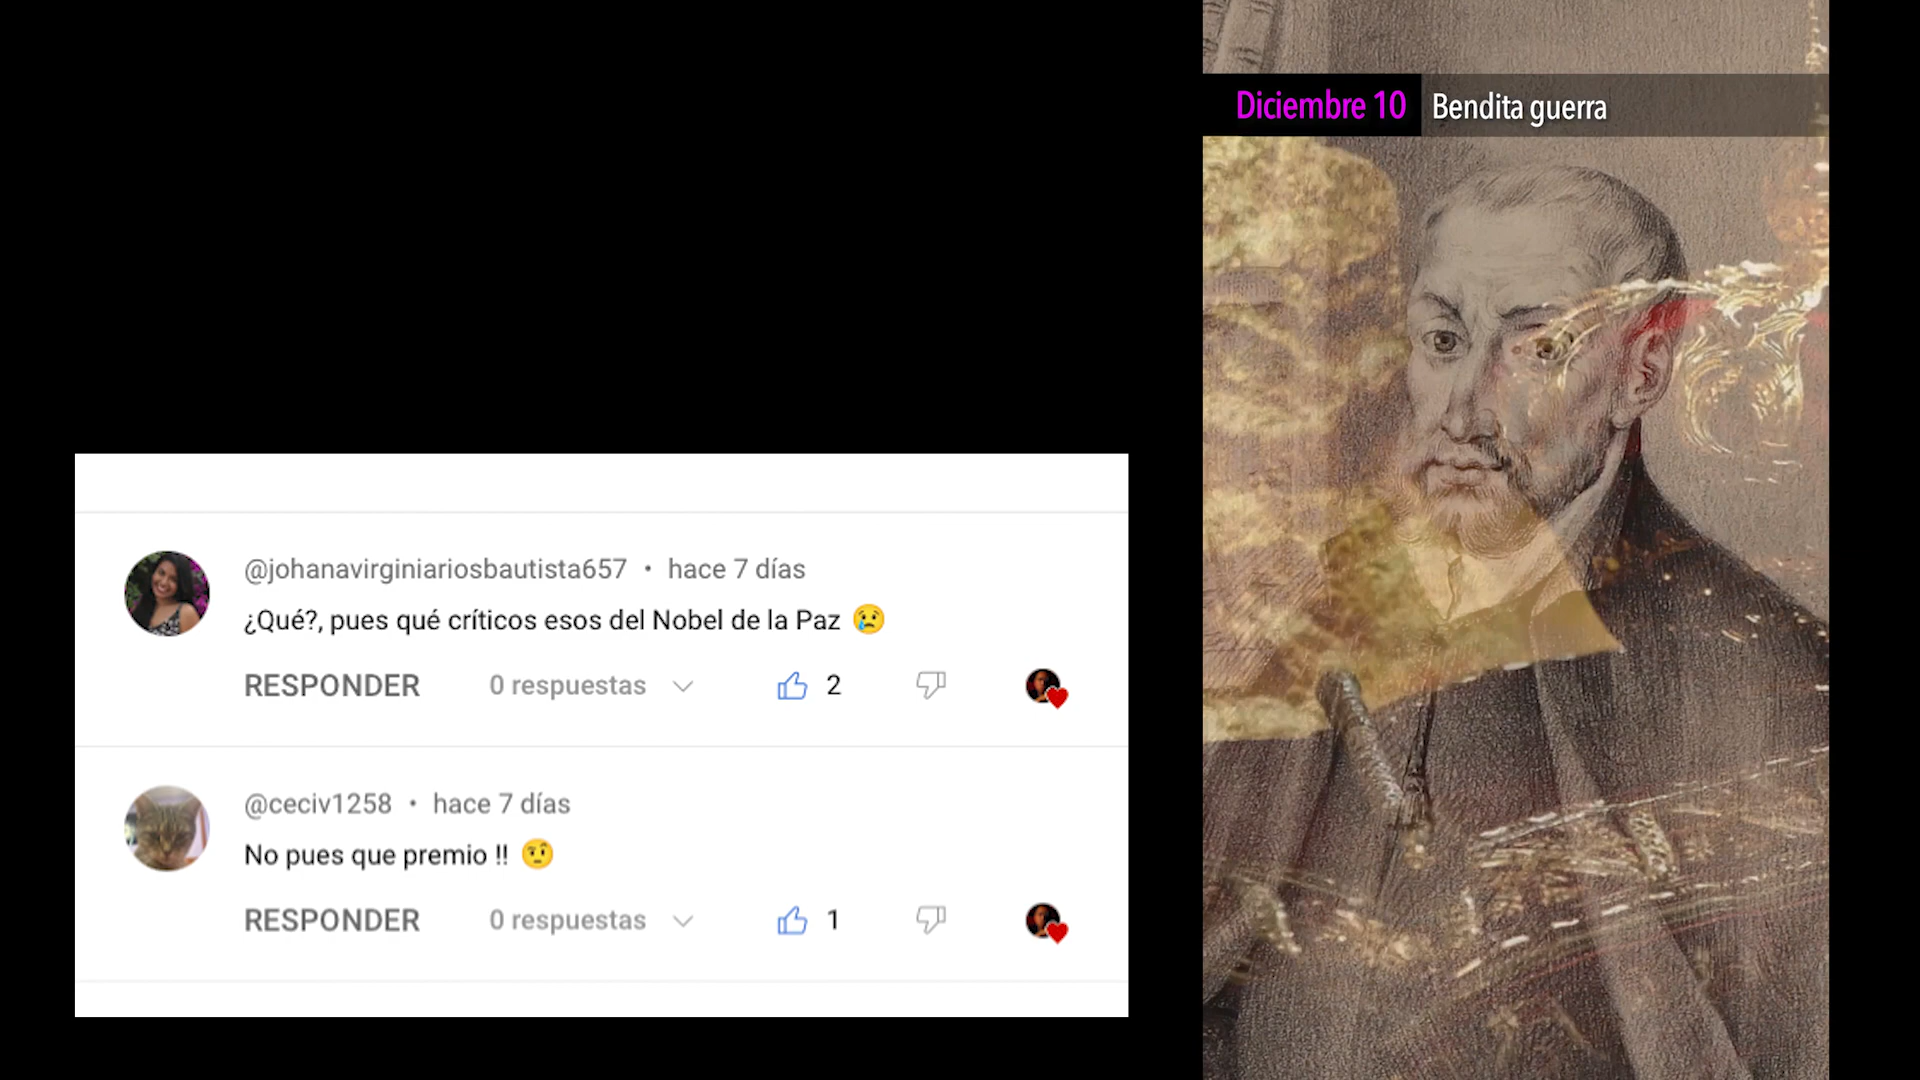 Diciembre 10 Bendita guerra
@johanavirginiariosbautista657 • hace 7 días
¿Qué?, pues qué críticos esos del Nobel de la Paz 😢
RESPONDER 0 respuestas 2
@ceciv1258 • hace 7 días
No pues que premio !! 🤨
RESPONDER 0 respuestas 1